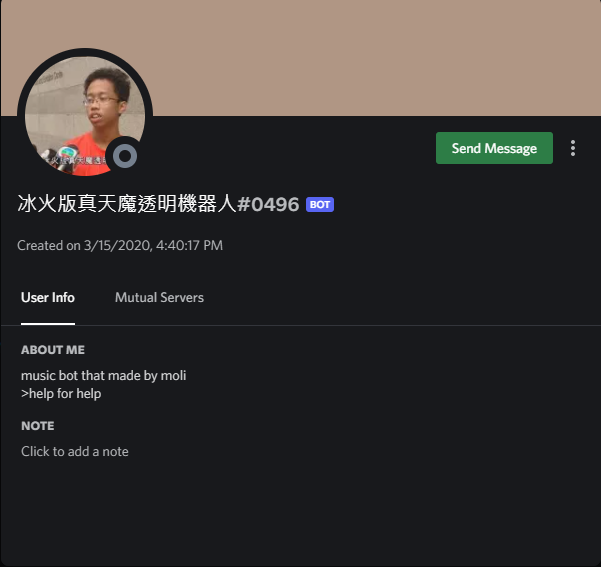 Send Message
冰火版真天魔透明機器人#0496 BOT
Created on 3/15/2020, 4:40:17 PM
User Info
Mutual Servers
ABOUT ME
music bot that made by moli
>help for help
NOTE
Click to add a note